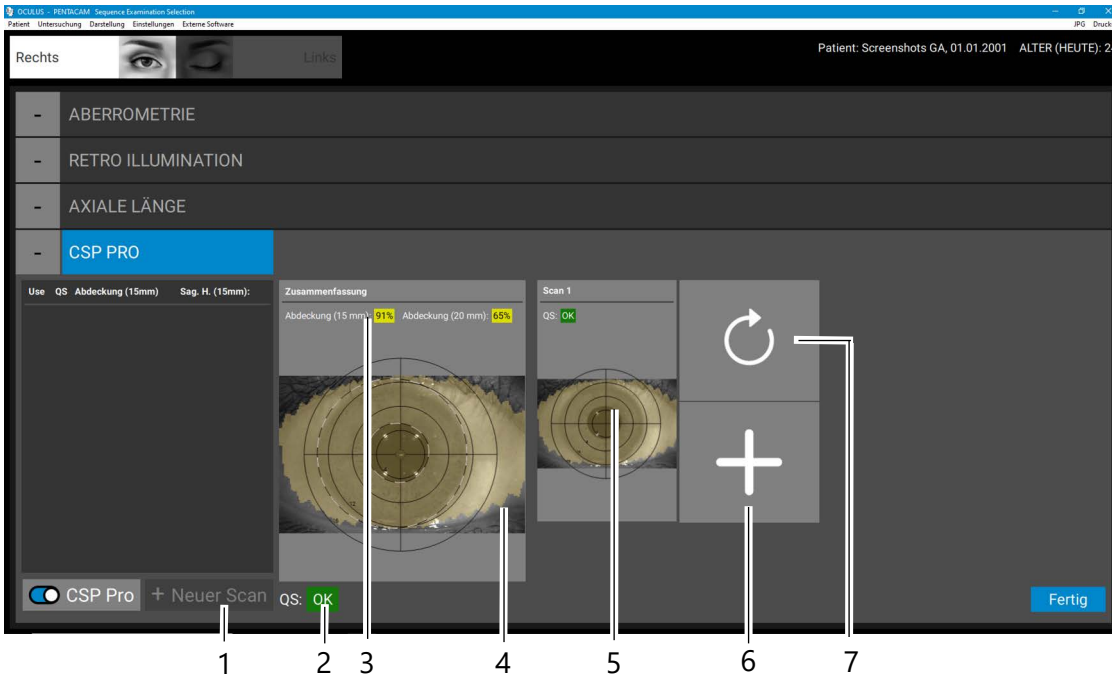 OCULUS - PENTACAM Sequence Examination Selection
Patient Untersuchung Darstellung Einstellungen Externe Software JPG Druck
Rechts Links Patient: Screenshots GA, 01.01.2001 ALTER (HEUTE): 2
- ABERROMETRIE
- RETRO ILLUMINATION
- AXIALE LÄNGE
- CSP PRO
Use QS Abdeckung (15mm) Sag. H. (15mm): Zusammenfassung Scan 1
Abdeckung (15 mm): 91% Abdeckung (20 mm): 65% QS: OK
CSP Pro + Neuer Scan QS: OK Fertig
1 2 3 4 5 6 7